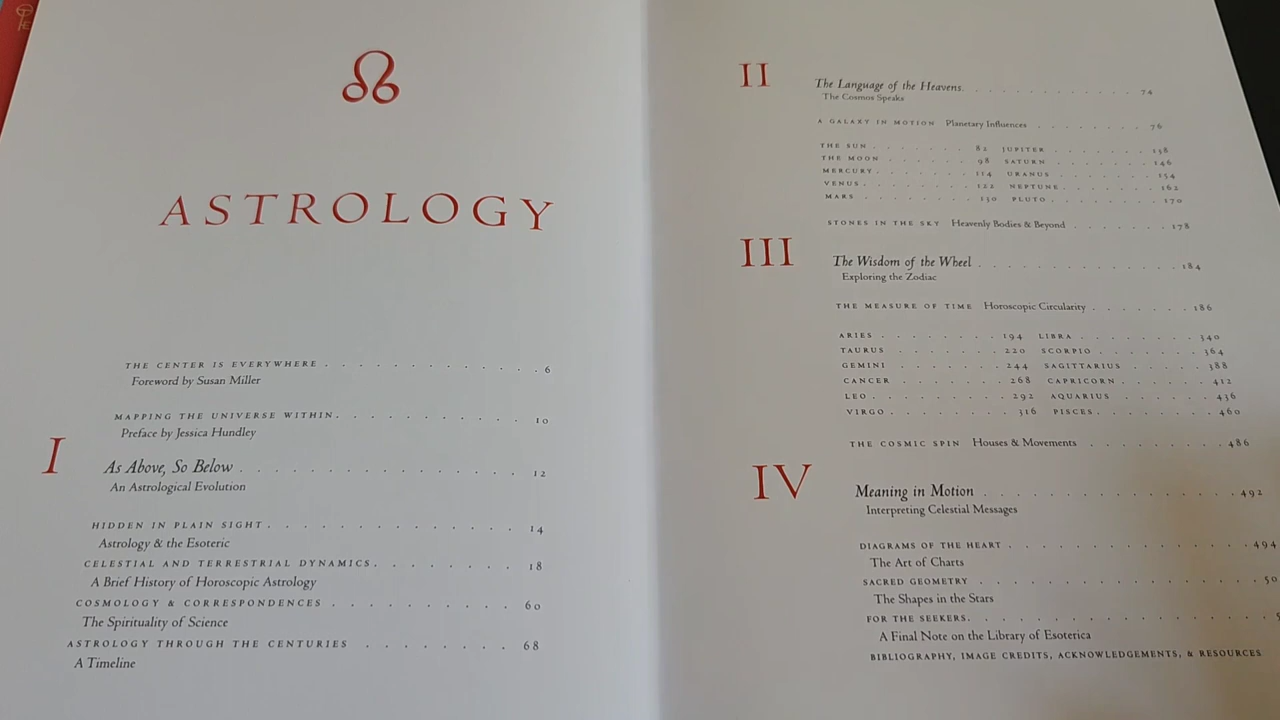 ASTROLOGY
THE CENTER IS EVERYWHERE . . . . . . . . . . . . . 6
Foreword by Susan Miller
MAPPING THE UNIVERSE WITHIN. . . . . . . . . . . . 10
Preface by Jessica Hundley
I As Above, So Below . . . . . . . . . . . . . . . . 12
An Astrological Evolution
HIDDEN IN PLAIN SIGHT. . . . . . . . . . . . . . 14
Astrology & the Esoteric
CELESTIAL AND TERRESTRIAL DYNAMICS. . . . . . . . 18
A Brief History of Horoscopic Astrology
COSMOLOGY & CORRESPONDENCES . . . . . . . . . . 60
The Spirituality of Science
ASTROLOGY THROUGH THE CENTURIES . . . . . . . . 68
A Timeline
II The Language of the Heavens. . . . . . . . . . . . 74
The Cosmos Speaks
A GALAXY IN MOTION Planetary Influences . . . . . . . . 76
THE SUN . . . . . . . 82 JUPITER . . . . . . . 138
THE MOON . . . . . . 98 SATURN . . . . . . . 146
MERCURY. . . . . . . 114 URANUS . . . . . . . 154
VENUS. . . . . . . . 122 NEPTUNE. . . . . . . 162
MARS . . . . . . . . 130 PLUTO . . . . . . . 170
STONES IN THE SKY Heavenly Bodies & Beyond . . . . . . . 178
III The Wisdom of the Wheel . . . . . . . . . . . . . 184
Exploring the Zodiac
THE MEASURE OF TIME Horoscopic Circularity . . . . . . . 186
ARIES . . . . . . . . 194 LIBRA . . . . . . . . 340
TAURUS . . . . . . . 220 SCORPIO . . . . . . . 364
GEMINI . . . . . . . 244 SAGITTARIUS . . . . . 388
CANCER . . . . . . . 268 CAPRICORN . . . . . . 412
LEO . . . . . . . . . 292 AQUARIUS . . . . . . 436
VIRGO . . . . . . . . 316 PISCES. . . . . . . . 460
THE COSMIC SPIN Houses & Movements . . . . . . . . . 486
IV Meaning in Motion . . . . . . . . . . . . . . . 492
Interpreting Celestial Messages
DIAGRAMS OF THE HEART . . . . . . . . . . . . . 494
The Art of Charts
SACRED GEOMETRY . . . . . . . . . . . . . . . 50
The Shapes in the Stars
FOR THE SEEKERS. . . . . . . . . . . . . . . .
A Final Note on the Library of Esoterica
BIBLIOGRAPHY, IMAGE CREDITS, ACKNOWLEDGEMENTS, & RESOURCES